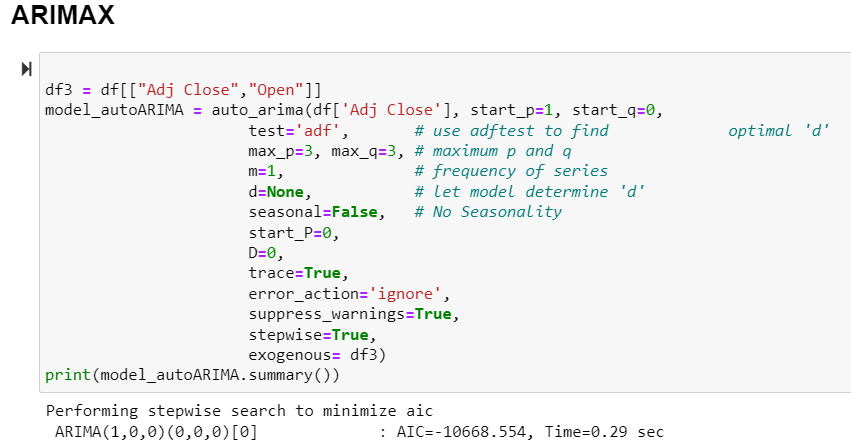 ARIMAX
df3 = df[["Adj Close","Open"]]
model_autoARIMA = auto_arima(df['Adj Close'], start_p=1, start_q=0,
test='adf', # use adftest to find optimal 'd'
max_p=3, max_q=3, # maximum p and q
m=1, # frequency of series
d=None, # let model determine 'd'
seasonal=False, # No Seasonality
start_P=0,
D=0,
trace=True,
error_action='ignore',
suppress_warnings=True,
stepwise=True,
exogenous= df3)
print(model_autoARIMA.summary())
Performing stepwise search to minimize aic
ARIMA(1,0,0)(0,0,0)[0] : AIC=-10668.554, Time=0.29 sec